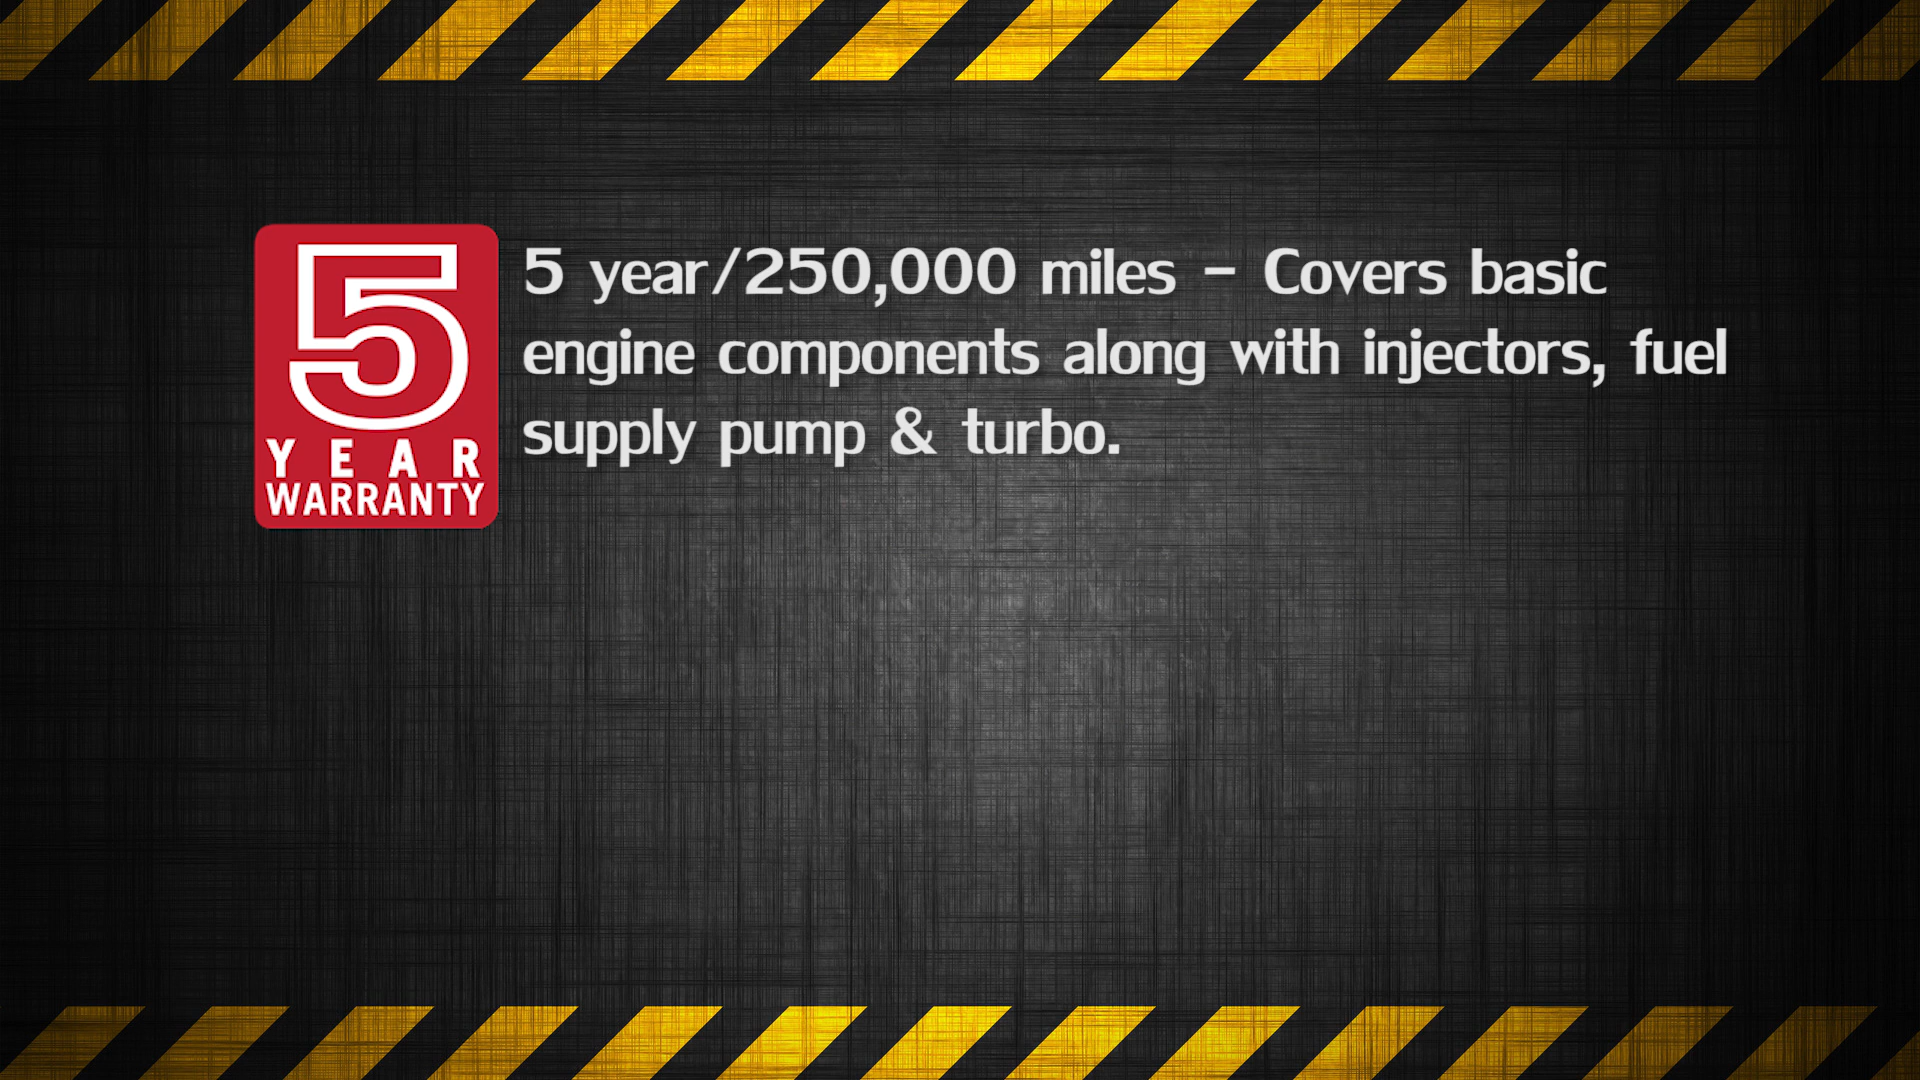 5
YEAR
WARRANTY
5 year/250,000 miles - Covers basic
engine components along with injectors, fuel
supply pump & turbo.